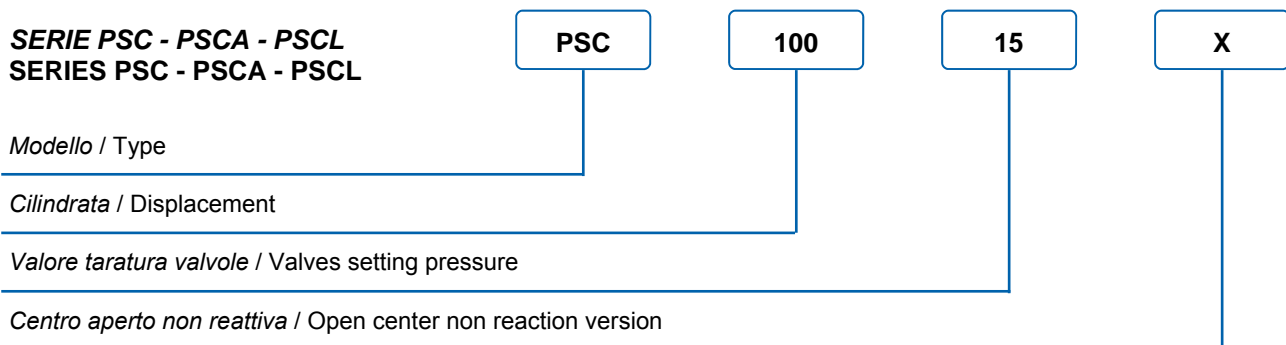 SERIE PSC - PSCA - PSCL
SERIES PSC - PSCA - PSCL
PSC 100 15 X
Modello / Type
Cilindrata / Displacement
Valore taratura valvole / Valves setting pressure
Centro aperto non reattiva / Open center non reaction version